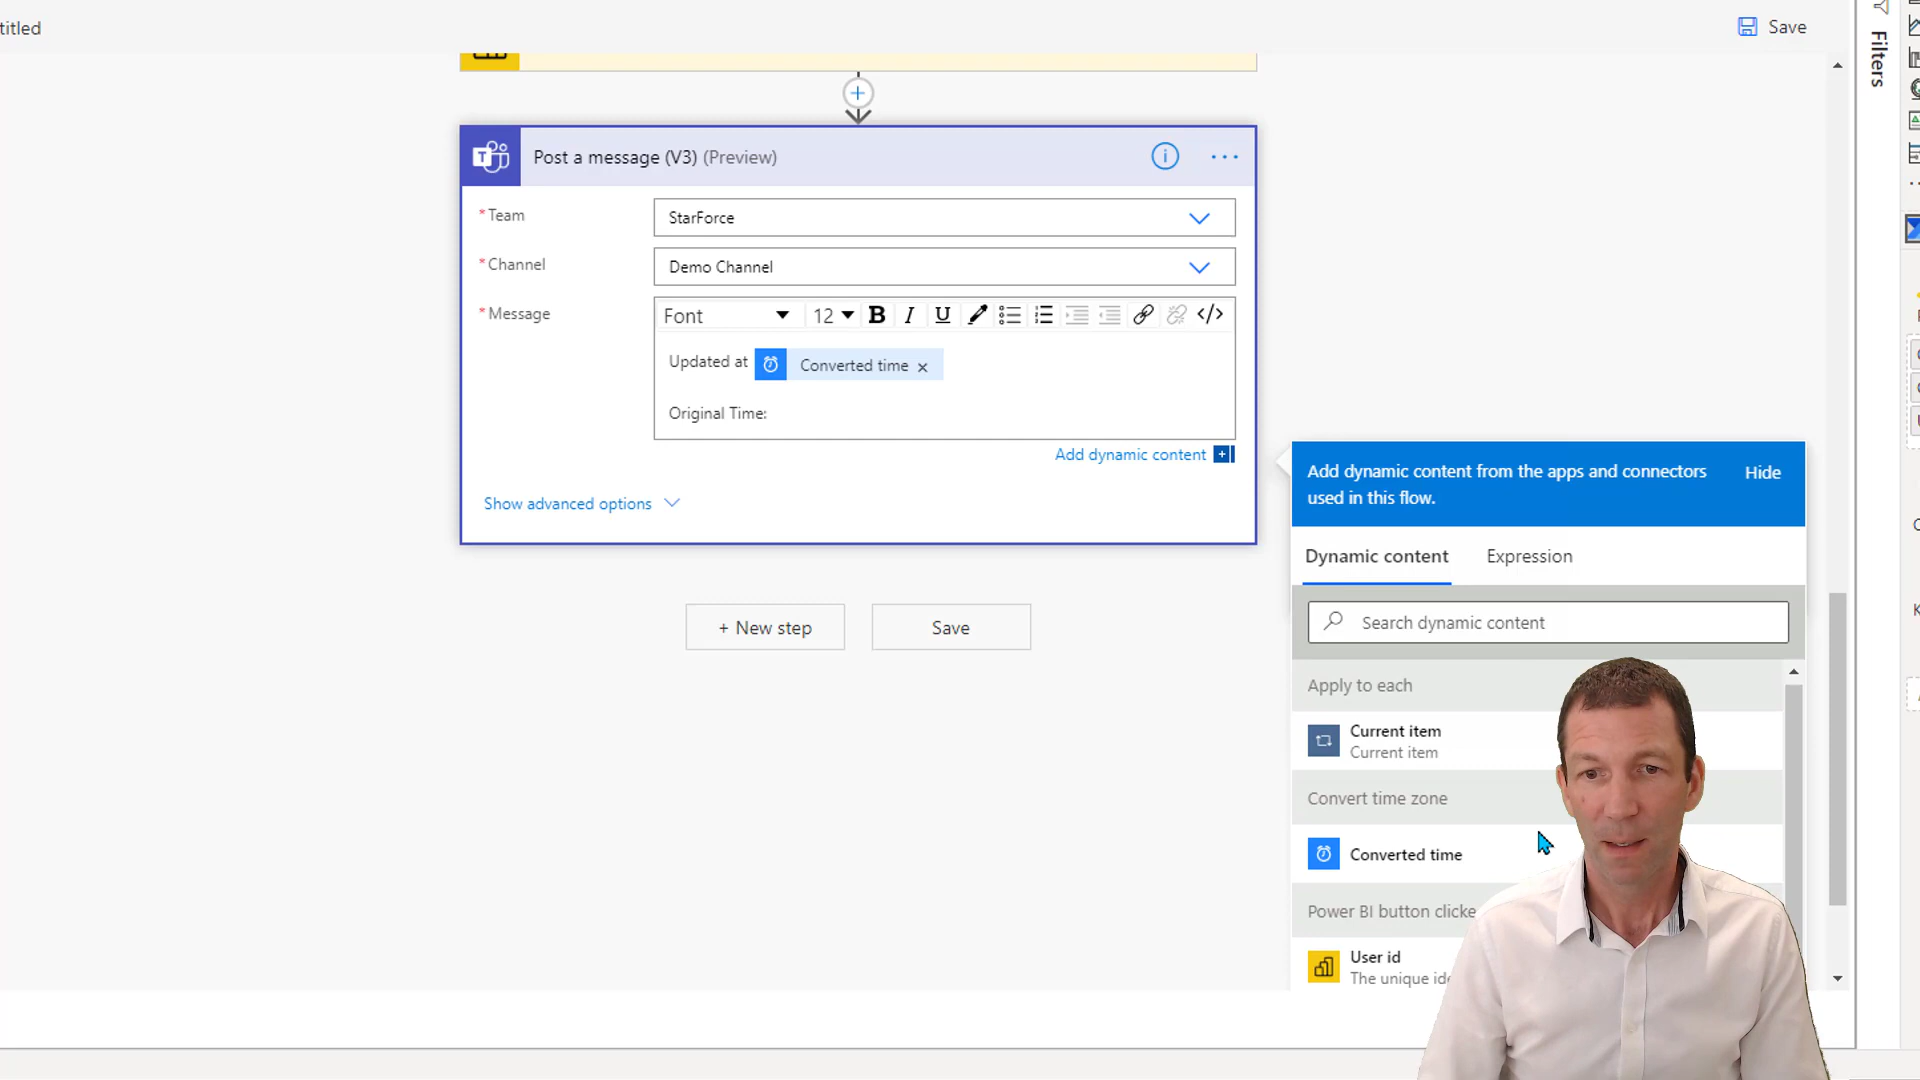 titled
Save
Filters
Post a message (V3) (Preview)
* Team
StarForce
* Channel
Demo Channel
* Message
Font
12
B I U
Updated at Converted time ×
Original Time:
Add dynamic content
Show advanced options
+ New step
Save
Add dynamic content from the apps and connectors
used in this flow.
Hide
Dynamic content
Expression
Search dynamic content
Apply to each
Current item
Current item
Convert time zone
Converted time
Power BI button clicke
User id
The unique ide